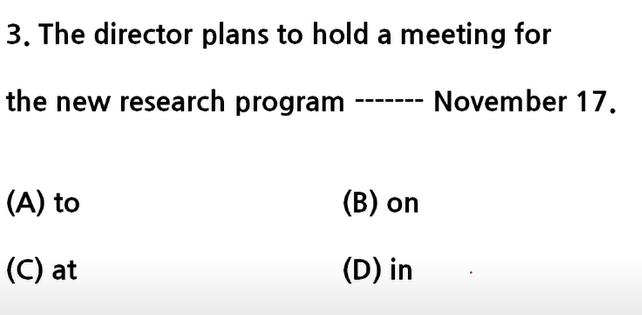 3. The director plans to hold a meeting for
the new research program ------- November 17.
(A) to
(B) on
(C) at
(D) in